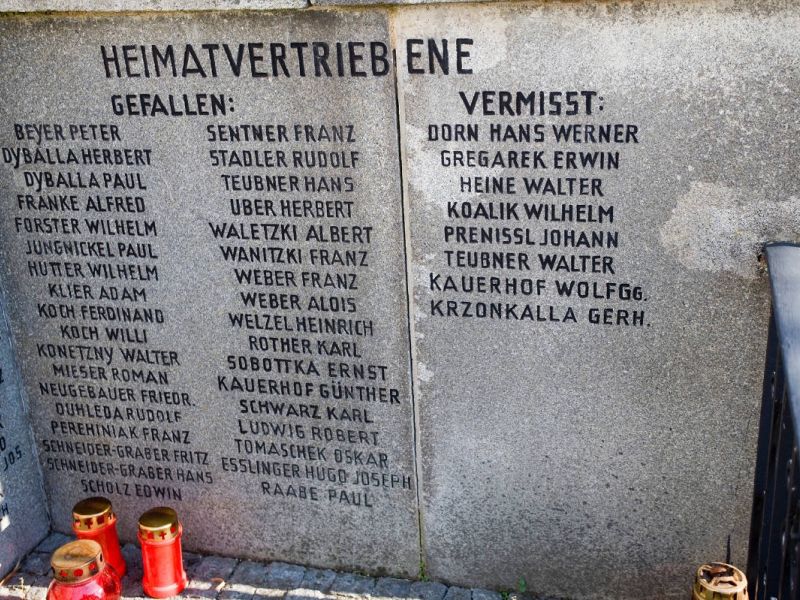 HEIMATVERTRIEBENE
GEFALLEN:
BEYER PETER
DYBALLA HERBERT
DYBALLA PAUL
FRANKE ALFRED
FORSTER WILHELM
JUNGNICKEL PAUL
HUTTER WILHELM
KLIER ADAM
KOCH FERDINAND
KOCH WILLI
KONETZNY WALTER
MIESER ROMAN
NEUGEBAUER FRIEDR.
DUHLEDA RUDOLF
PEREHINIAK FRANZ
SCHNEIDER-GRABER FRITZ
SCHNEIDER-GRABER HANS
SCHOLZ EDWIN
SENTNER FRANZ
STADLER RUDOLF
TEUBNER HANS
UBER HERBERT
WALETZKI ALBERT
WANITZKI FRANZ
WEBER FRANZ
WEBER ALOIS
WELZEL HEINRICH
ROTHER KARL
SOBOTTKA ERNST
KAUERHOF GÜNTHER
SCHWARZ KARL
LUDWIG ROBERT
TOMASCHEK OSKAR
ESSLINGER HUGO JOSEPH
RAABE PAUL
VERMISST:
DORN HANS WERNER
GREGAREK ERWIN
HEINE WALTER
KOALIK WILHELM
PRENISSL JOHANN
TEUBNER WALTER
KAUERHOF WOLFGG.
KRZONKALLA GERH.
JOS